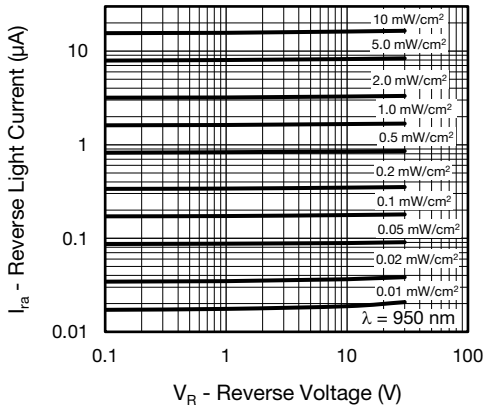 I_ra - Reverse Light Current (μA)
10
1
0.1
0.01
10 mW/cm²
5.0 mW/cm²
2.0 mW/cm²
1.0 mW/cm²
0.5 mW/cm²
0.2 mW/cm²
0.1 mW/cm²
0.05 mW/cm²
0.02 mW/cm²
0.01 mW/cm²
λ = 950 nm
0.1 1 10 100
V_R - Reverse Voltage (V)